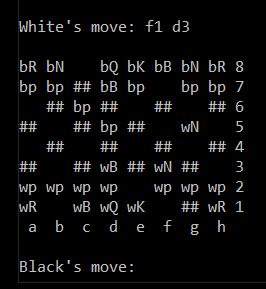 White's move: f1 d3
bR bN    bQ bK bB bN bR 8
bp bp ## bB bp    bp bp 7
   ## bp ##    ##    ## 6
##    ## bp ##    wN    5
   ##    ##    ##    ## 4
##    ## wB ## wN ##    3
wp wp wp wp    wp wp wp 2
wR    wB wQ wK    ## wR 1
 a  b  c  d  e  f  g  h
Black's move: